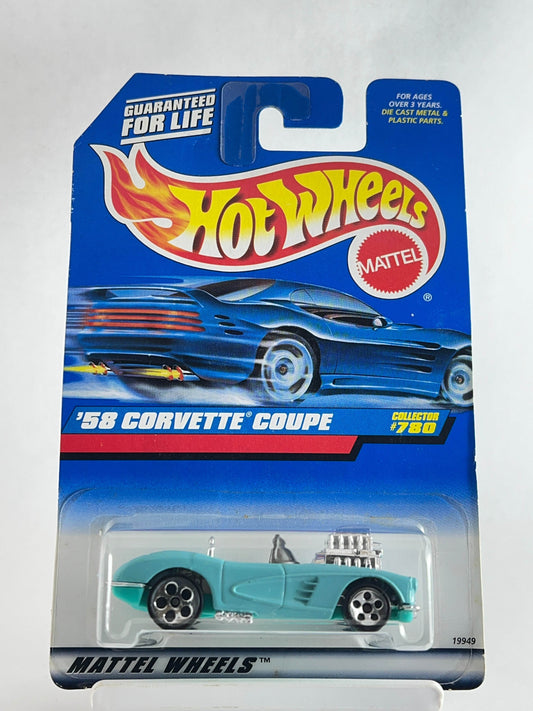 GUARANTEED
FOR LIFE
FOR AGES
OVER 3 YEARS.
DIE CAST METAL &
PLASTIC PARTS.
HOT WHEELS
MATTEL
®
'58 CORVETTE® COUPE
COLLECTOR
#780
19949
MATTEL WHEELS™